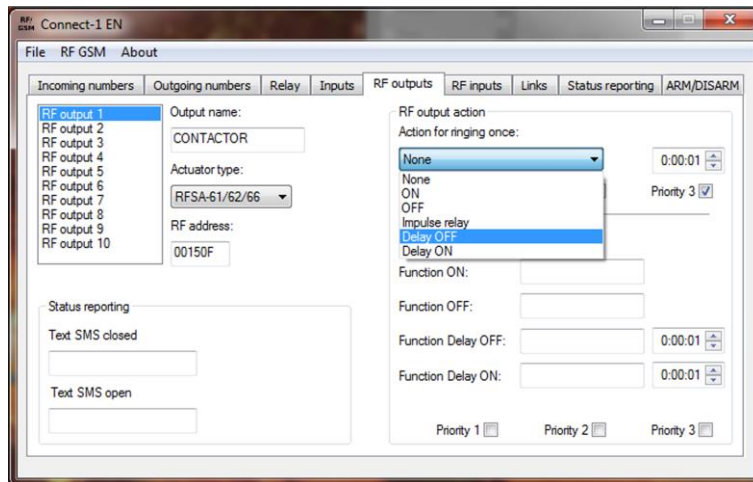 RF/
GSM Connect-1 EN
File RF GSM About
Incoming numbers Outgoing numbers Relay Inputs RF outputs RF inputs Links Status reporting ARM/DISARM
RF output 1
RF output 2
RF output 3
RF output 4
RF output 5
RF output 6
RF output 7
RF output 8
RF output 9
RF output 10
Output name:
CONTACTOR
Actuator type:
RFSA-61/62/66
RF address:
00150F
Status reporting
Text SMS closed
Text SMS open
RF output action
Action for ringing once:
None 0:00:01
None
ON
OFF
Impulse relay
Delay OFF
Delay ON
Priority 3
Function ON:
Function OFF:
Function Delay OFF: 0:00:01
Function Delay ON: 0:00:01
Priority 1 Priority 2 Priority 3